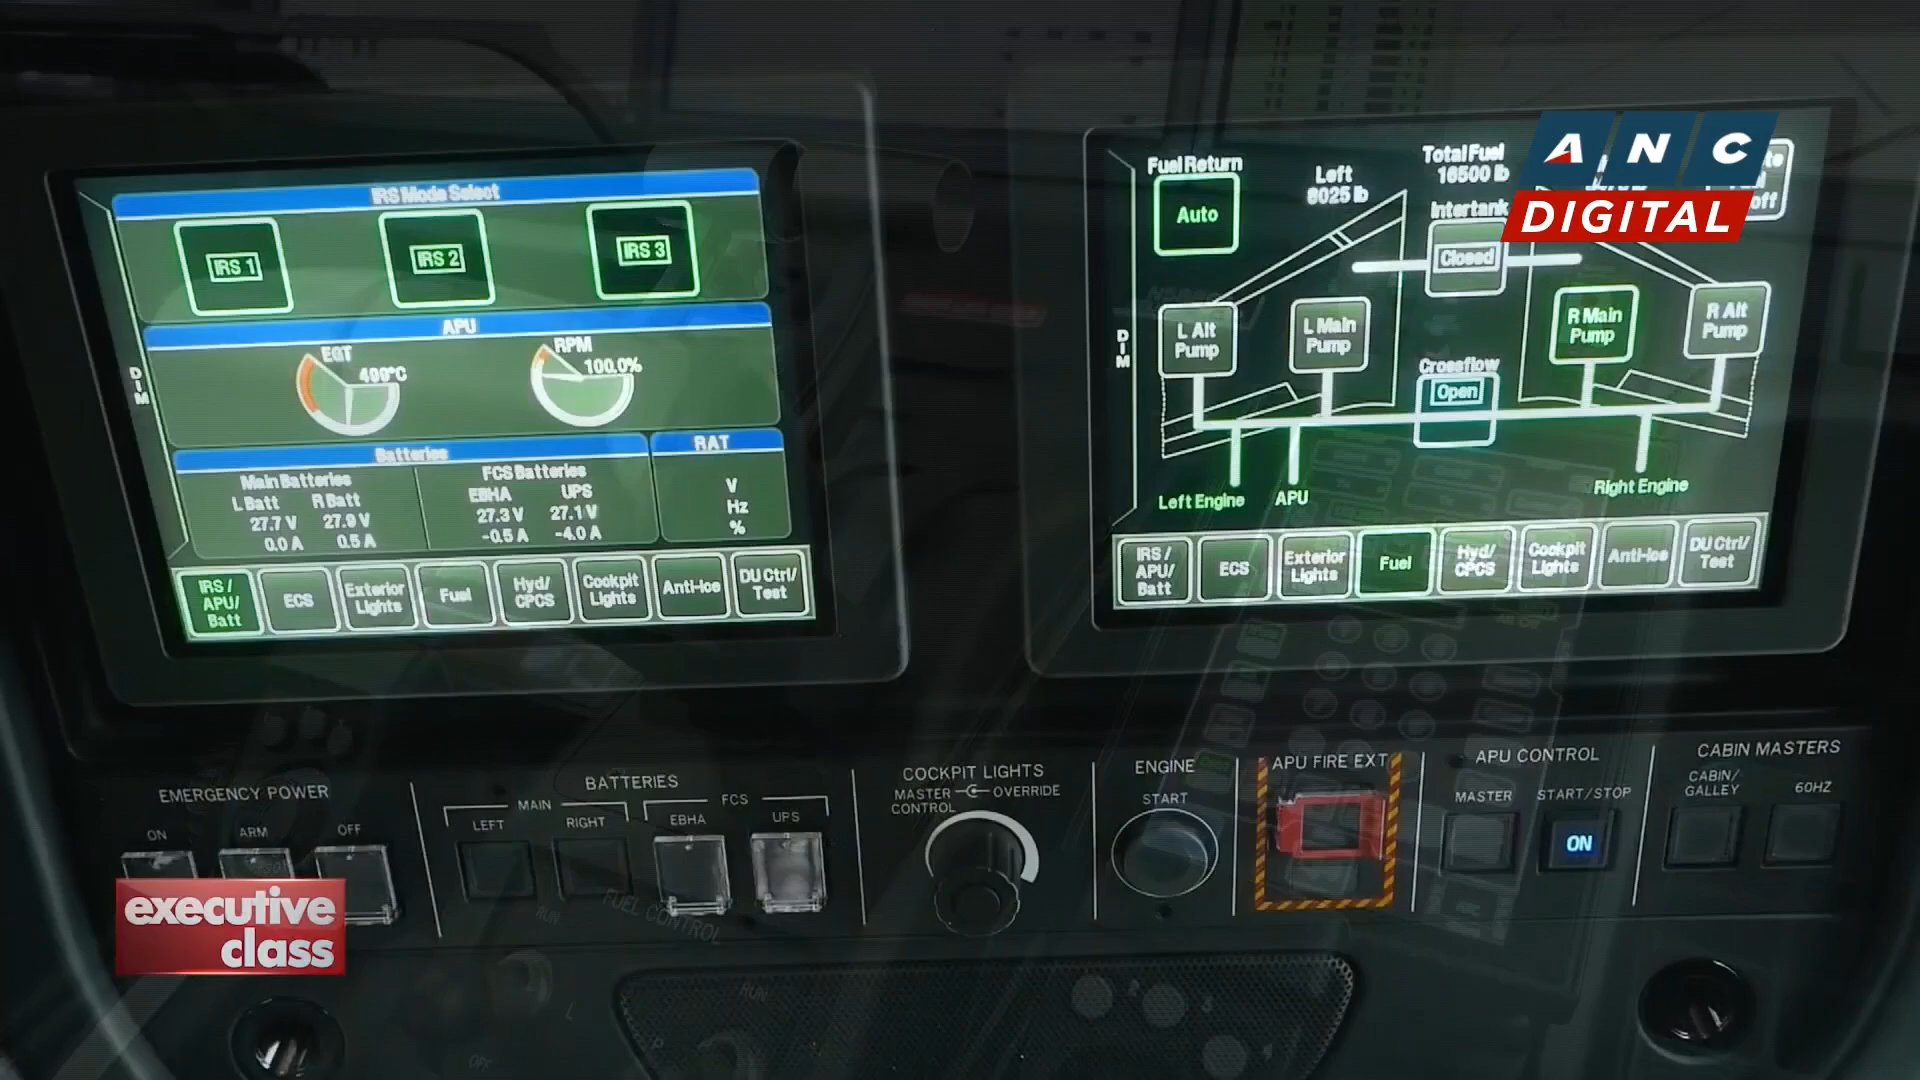 IRS Mode Select
IRS 1
IRS 2
IRS 3
APU
EGT
499°C
RPM
100.0%
Batteries
RAT
Main Batteries
FCS Batteries
L Batt
R Batt
EBHA
UPS
27.7 V
27.9 V
27.3 V
27.1 V
0.0 A
0.5 A
-0.5 A
-4.0 A
V
Hz
%
DIM
IRS /
APU/
Batt
ECS
Exterior
Lights
Fuel
Hyd/
CPCS
Cockpit
Lights
Anti-Ice
DU Ctrl/
Test
Fuel Return
Auto
Left
8025 lb
Total Fuel
16500 lb
Intertank
Closed
off
ANC
DIGITAL
L Alt
Pump
L Main
Pump
R Main
Pump
R Alt
Pump
Crossflow
Open
DIM
Left Engine
APU
Right Engine
IRS /
APU/
Batt
ECS
Exterior
Lights
Fuel
Hyd/
CPCS
Cockpit
Lights
Anti-Ice
DU Ctrl/
Test
EMERGENCY POWER
ON
ARM
OFF
BATTERIES
MAIN
FCS
LEFT
RIGHT
EBHA
UPS
COCKPIT LIGHTS
MASTER
CONTROL
OVERRIDE
ENGINE
START
APU FIRE EXT
APU CONTROL
MASTER
START/STOP
ON
CABIN MASTERS
CABIN/
GALLEY
60HZ
executive
class
RUN
FUEL CONTROL
RUN
OFF